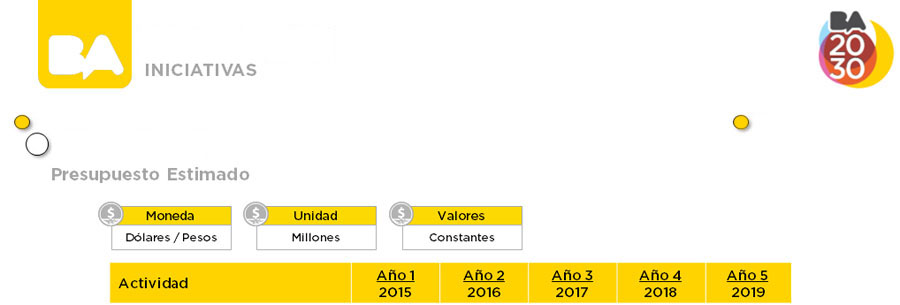 BA
INICIATIVAS
BA
20
30
Presupuesto Estimado
$ Moneda
Dólares / Pesos
$ Unidad
Millones
$ Valores
Constantes
Actividad
Año 1
2015
Año 2
2016
Año 3
2017
Año 4
2018
Año 5
2019